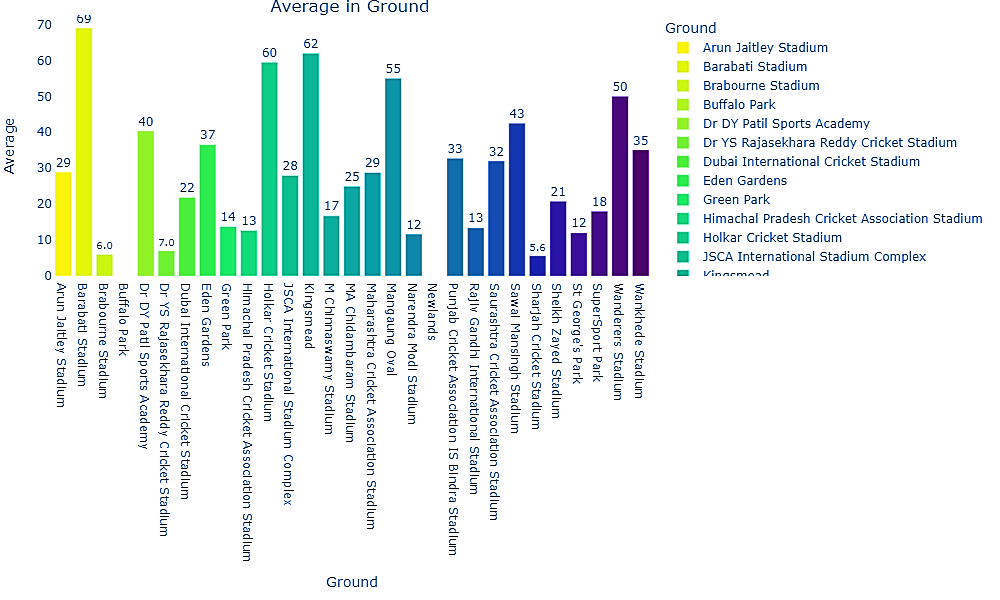 Average in Ground
Average
70
60
50
40
30
20
10
0
29
69
6.0
40
7.0
22
37
14
13
60
28
62
17
25
29
55
12
33
13
32
43
5.6
21
12
18
50
35
Arun Jaitley Stadium
Barabati Stadium
Brabourne Stadium
Buffalo Park
Dr DY Patil Sports Academy
Dr YS Rajasekhara Reddy Cricket Stadium
Dubai International Cricket Stadium
Eden Gardens
Green Park
Himachal Pradesh Cricket Association Stadium
Holkar Cricket Stadium
JSCA International Stadium Complex
Kingsmead
M Chinnaswamy Stadium
MA Chidambaram Stadium
Maharashtra Cricket Association Stadium
Mangaung Oval
Narendra Modi Stadium
Newlands
Punjab Cricket Association IS Bindra Stadium
Rajiv Gandhi International Stadium
Saurashtra Cricket Association Stadium
Sawai Mansingh Stadium
Sharjah Cricket Stadium
Sheikh Zayed Stadium
St George's Park
SuperSport Park
Wanderers Stadium
Wankhede Stadium
Ground
Ground
Arun Jaitley Stadium
Barabati Stadium
Brabourne Stadium
Buffalo Park
Dr DY Patil Sports Academy
Dr YS Rajasekhara Reddy Cricket Stadium
Dubai International Cricket Stadium
Eden Gardens
Green Park
Himachal Pradesh Cricket Association Stadium
Holkar Cricket Stadium
JSCA International Stadium Complex
Kingsmead